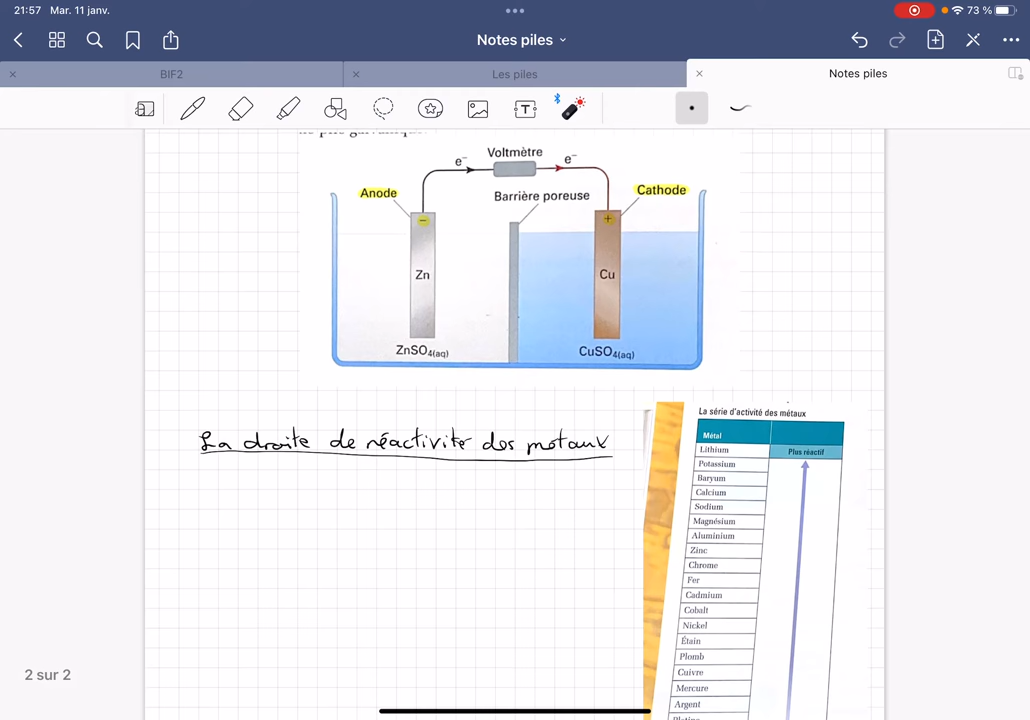 21:57 Mar. 11 janv.
73 %
Notes piles
BIF2
Les piles
Notes piles
Voltmètre
e⁻
e⁻
Anode
Barrière poreuse
Cathode
−
+
Zn
Cu
ZnSO4(aq)
CuSO4(aq)
La droite de réactivité des métaux
La série d'activité des métaux
Métal
Lithium
Plus réactif
Potassium
Baryum
Calcium
Sodium
Magnésium
Aluminium
Zinc
Chrome
Fer
Cadmium
Cobalt
Nickel
Étain
Plomb
Cuivre
Mercure
Argent
2 sur 2